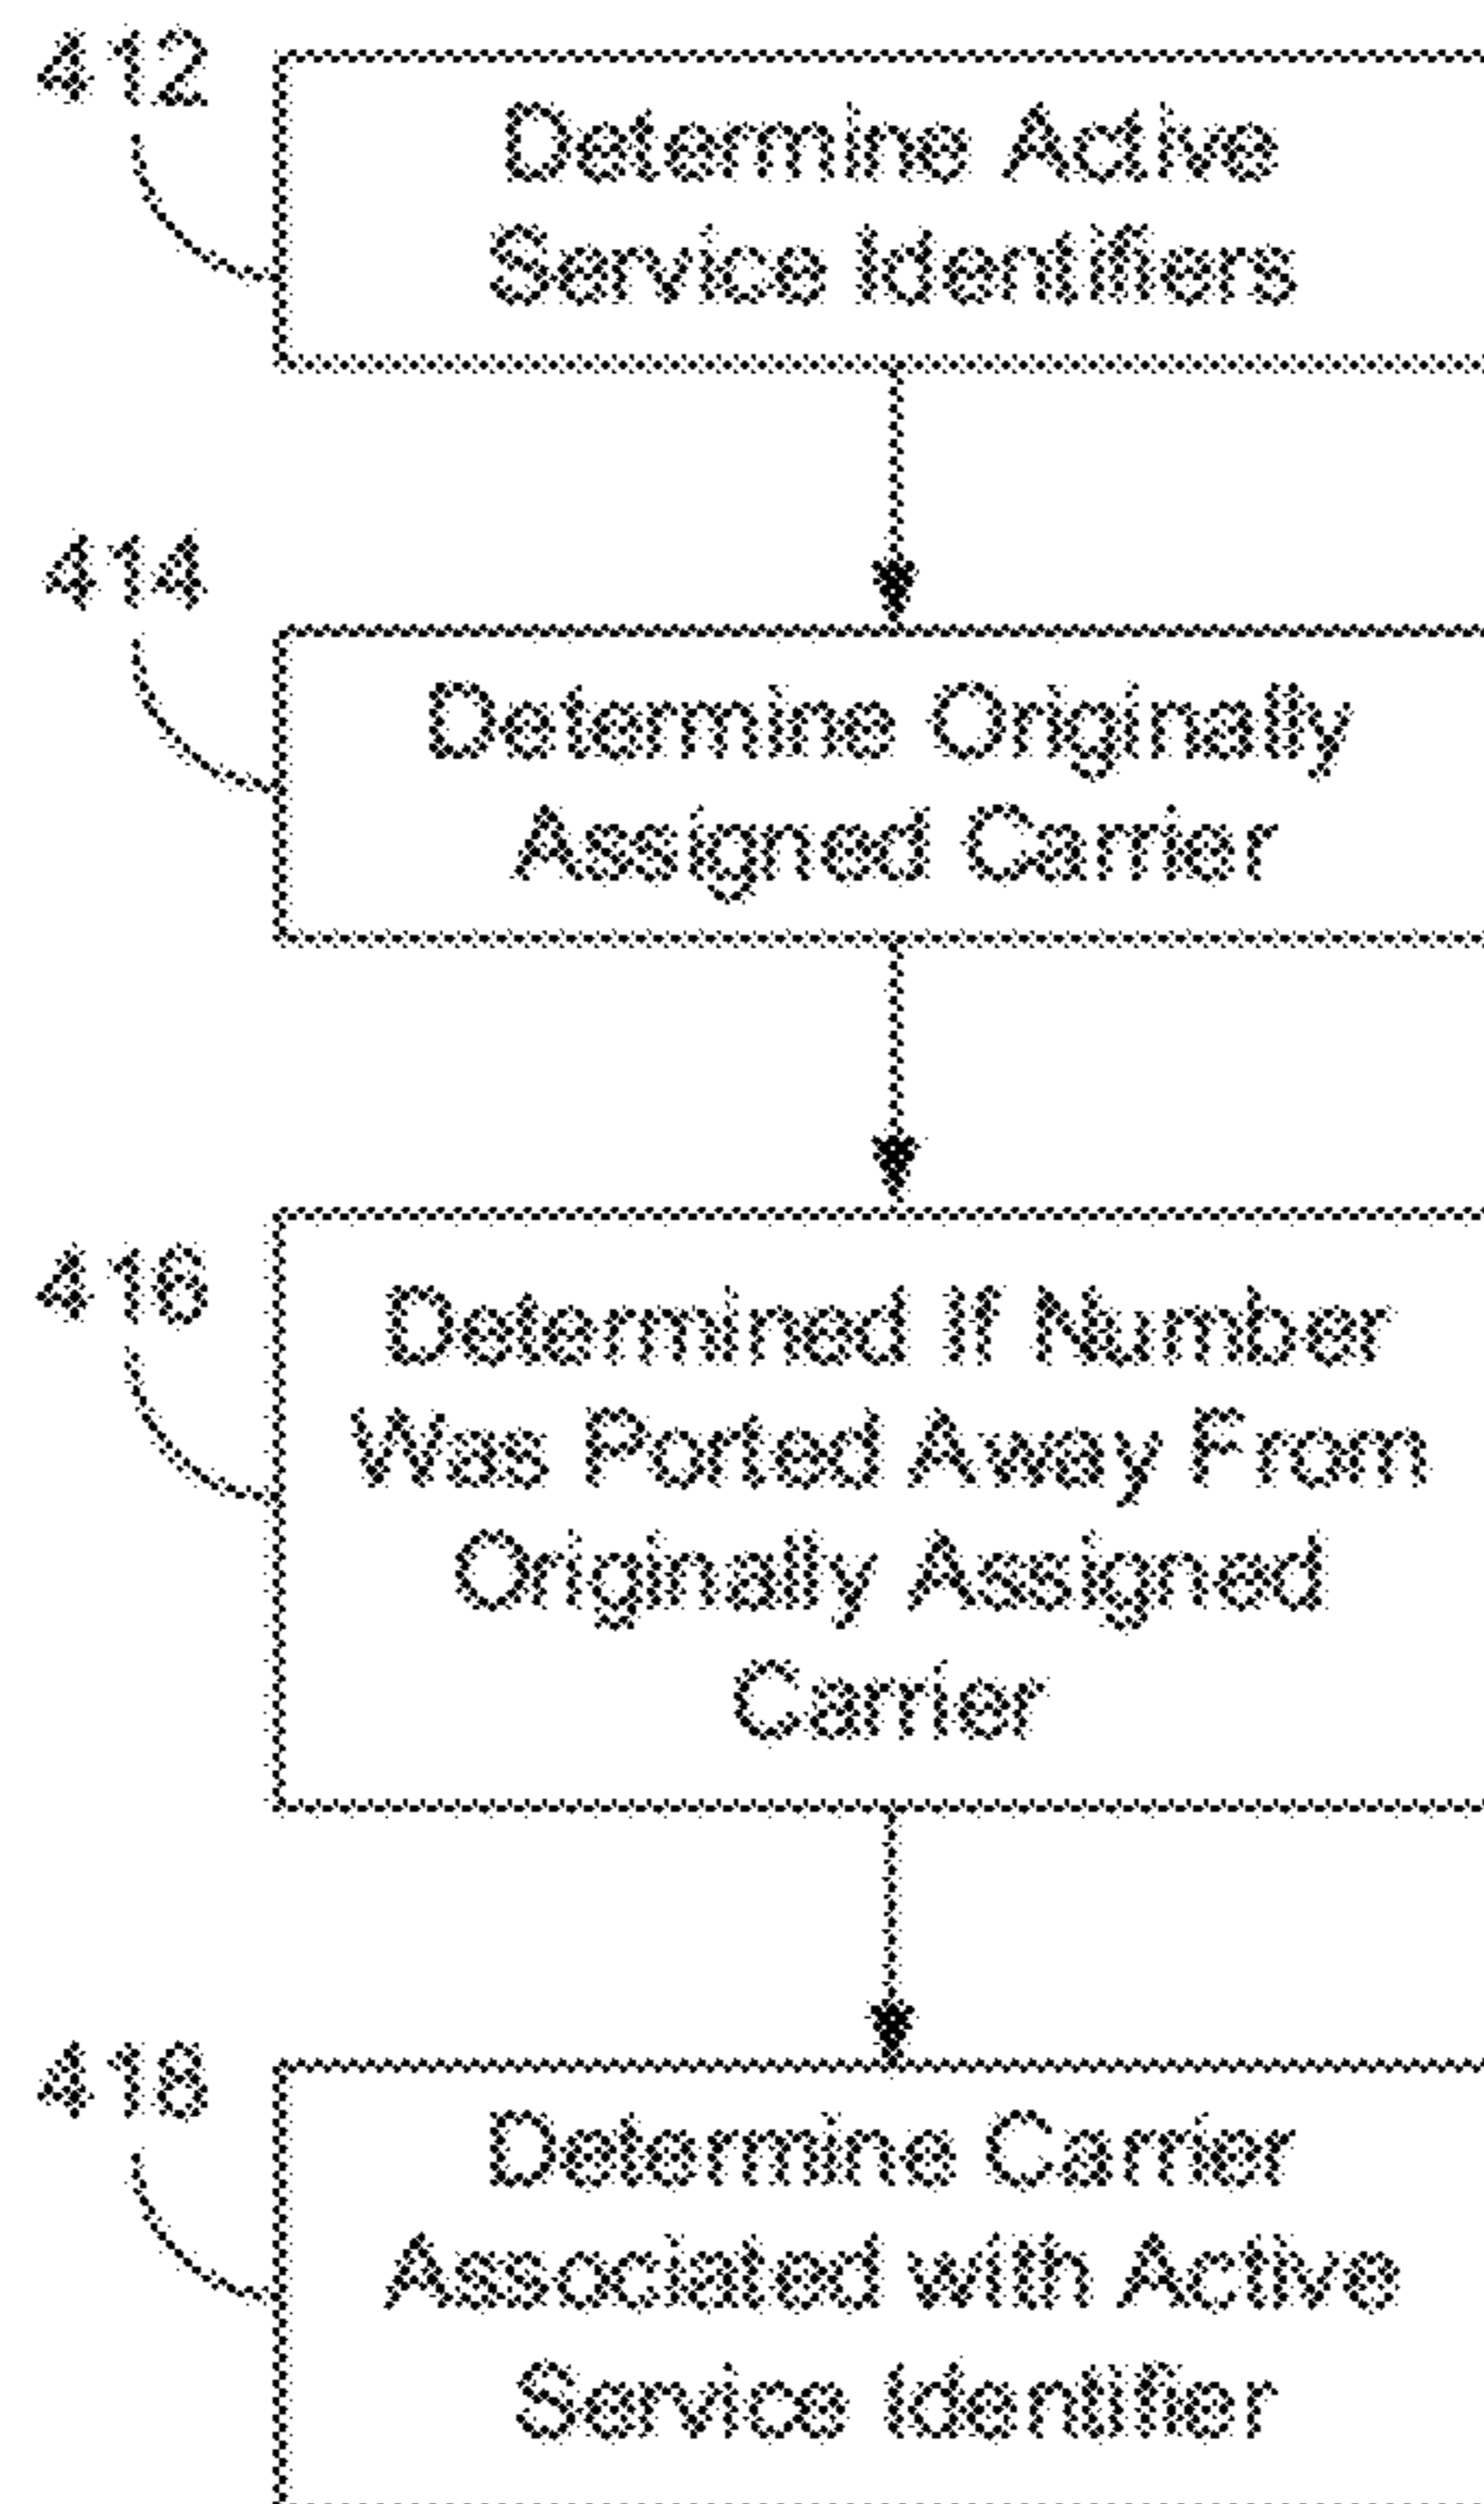 412
Determine Active
Service Identifiers
414
Determine Originally
Assigned Carrier
416
Determined If Number
Was Ported Away From
Originally Assigned
Carrier
418
Determine Carrier
Associated with Active
Service Identifier